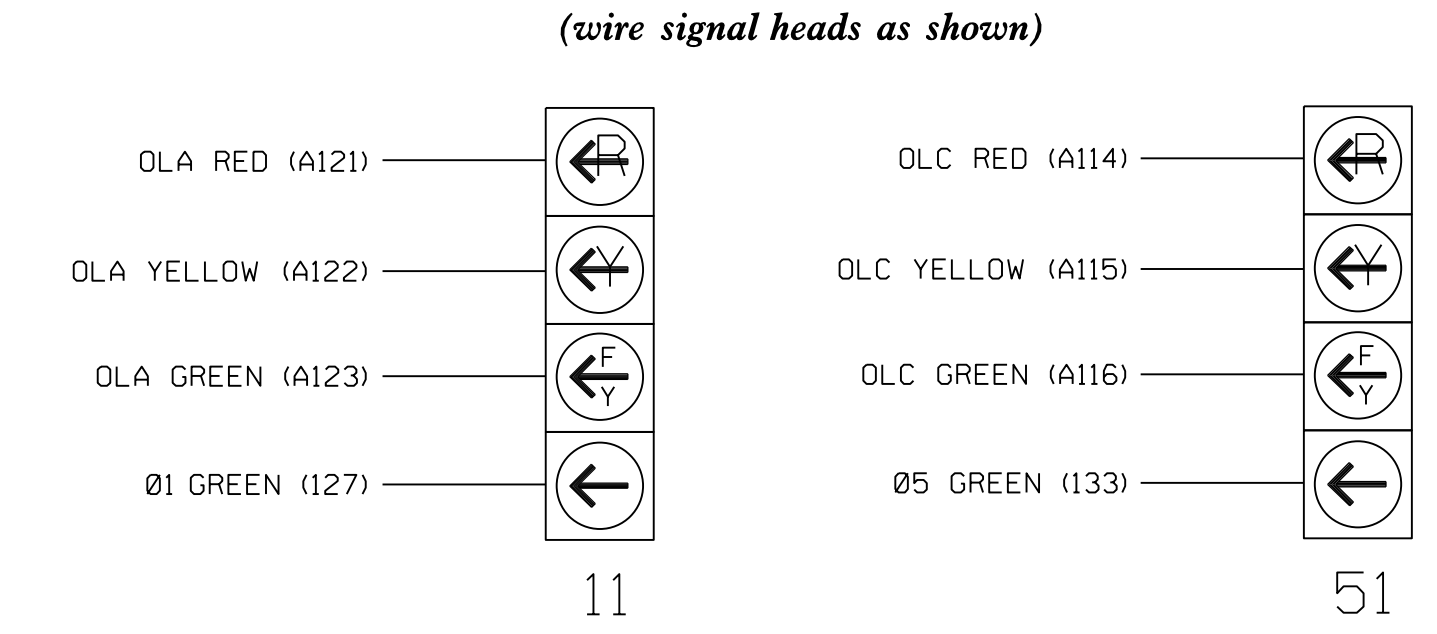 (wire signal heads as shown)
OLA RED (A121)
R
OLA YELLOW (A122)
Y
OLA GREEN (A123)
F
Y
Ø1 GREEN (127)
11
OLC RED (A114)
R
OLC YELLOW (A115)
Y
OLC GREEN (A116)
F
Y
Ø5 GREEN (133)
51